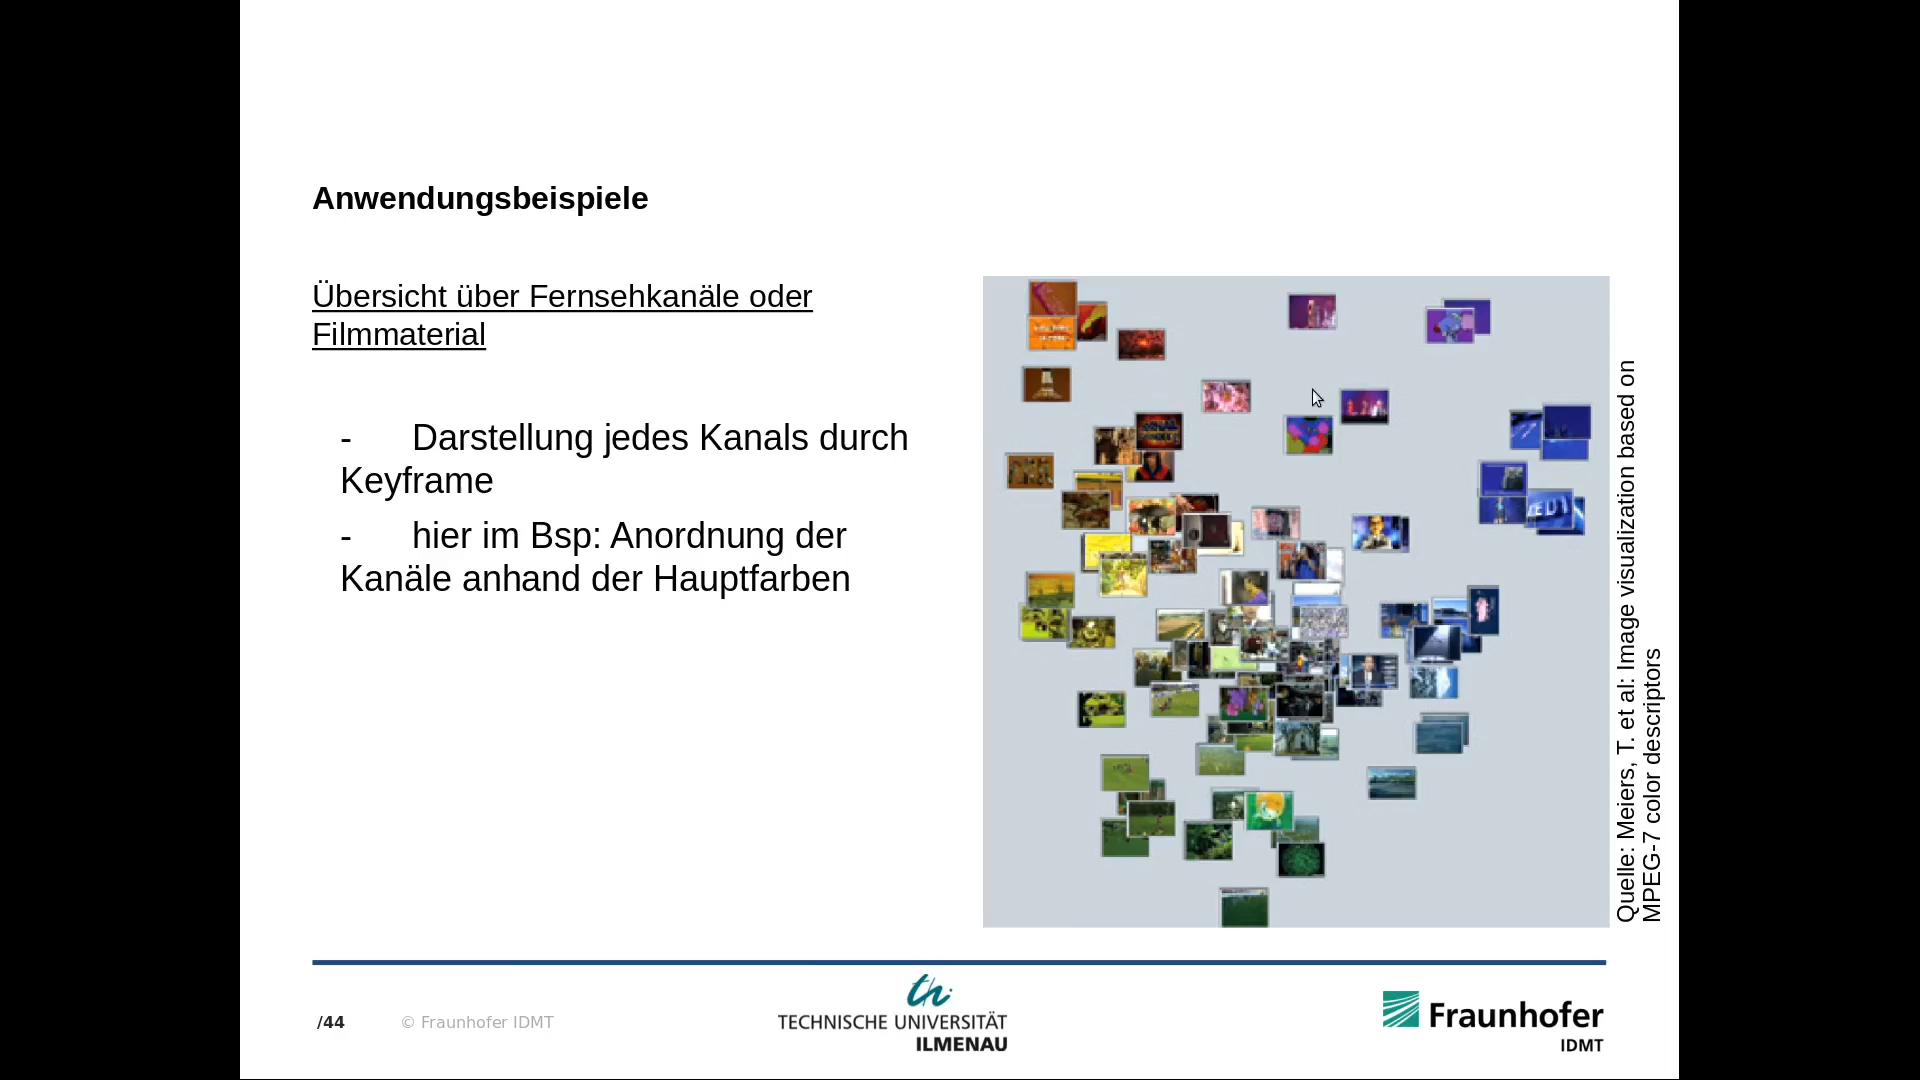 Anwendungsbeispiele
Übersicht über Fernsehkanäle oder
Filmmaterial
- Darstellung jedes Kanals durch
Keyframe
- hier im Bsp: Anordnung der
Kanäle anhand der Hauptfarben
Quelle: Meiers, T. et al: Image visualization based on
MPEG-7 color descriptors
/44
© Fraunhofer IDMT
th
TECHNISCHE UNIVERSITÄT
ILMENAU
Fraunhofer
IDMT